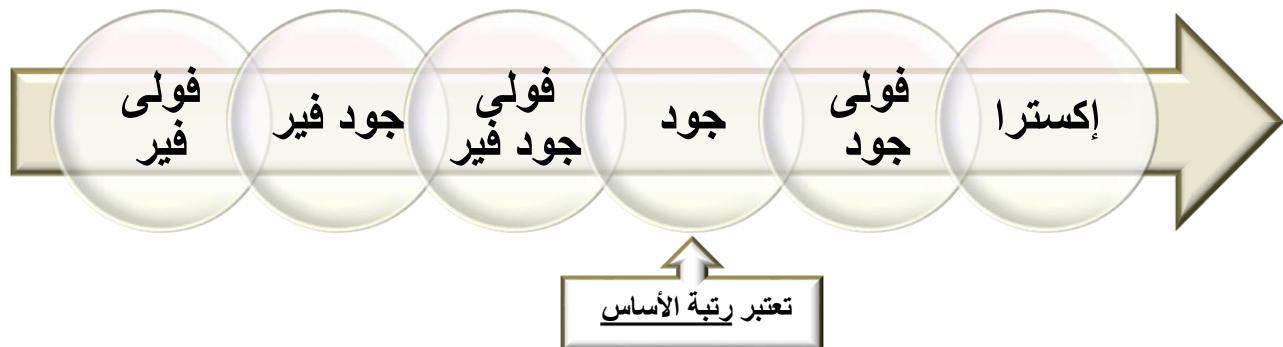 إكسترا
فولى
جود
جود
فولى
جود فير
جود فير
فولى
فير
تعتبر رتبة الأساس